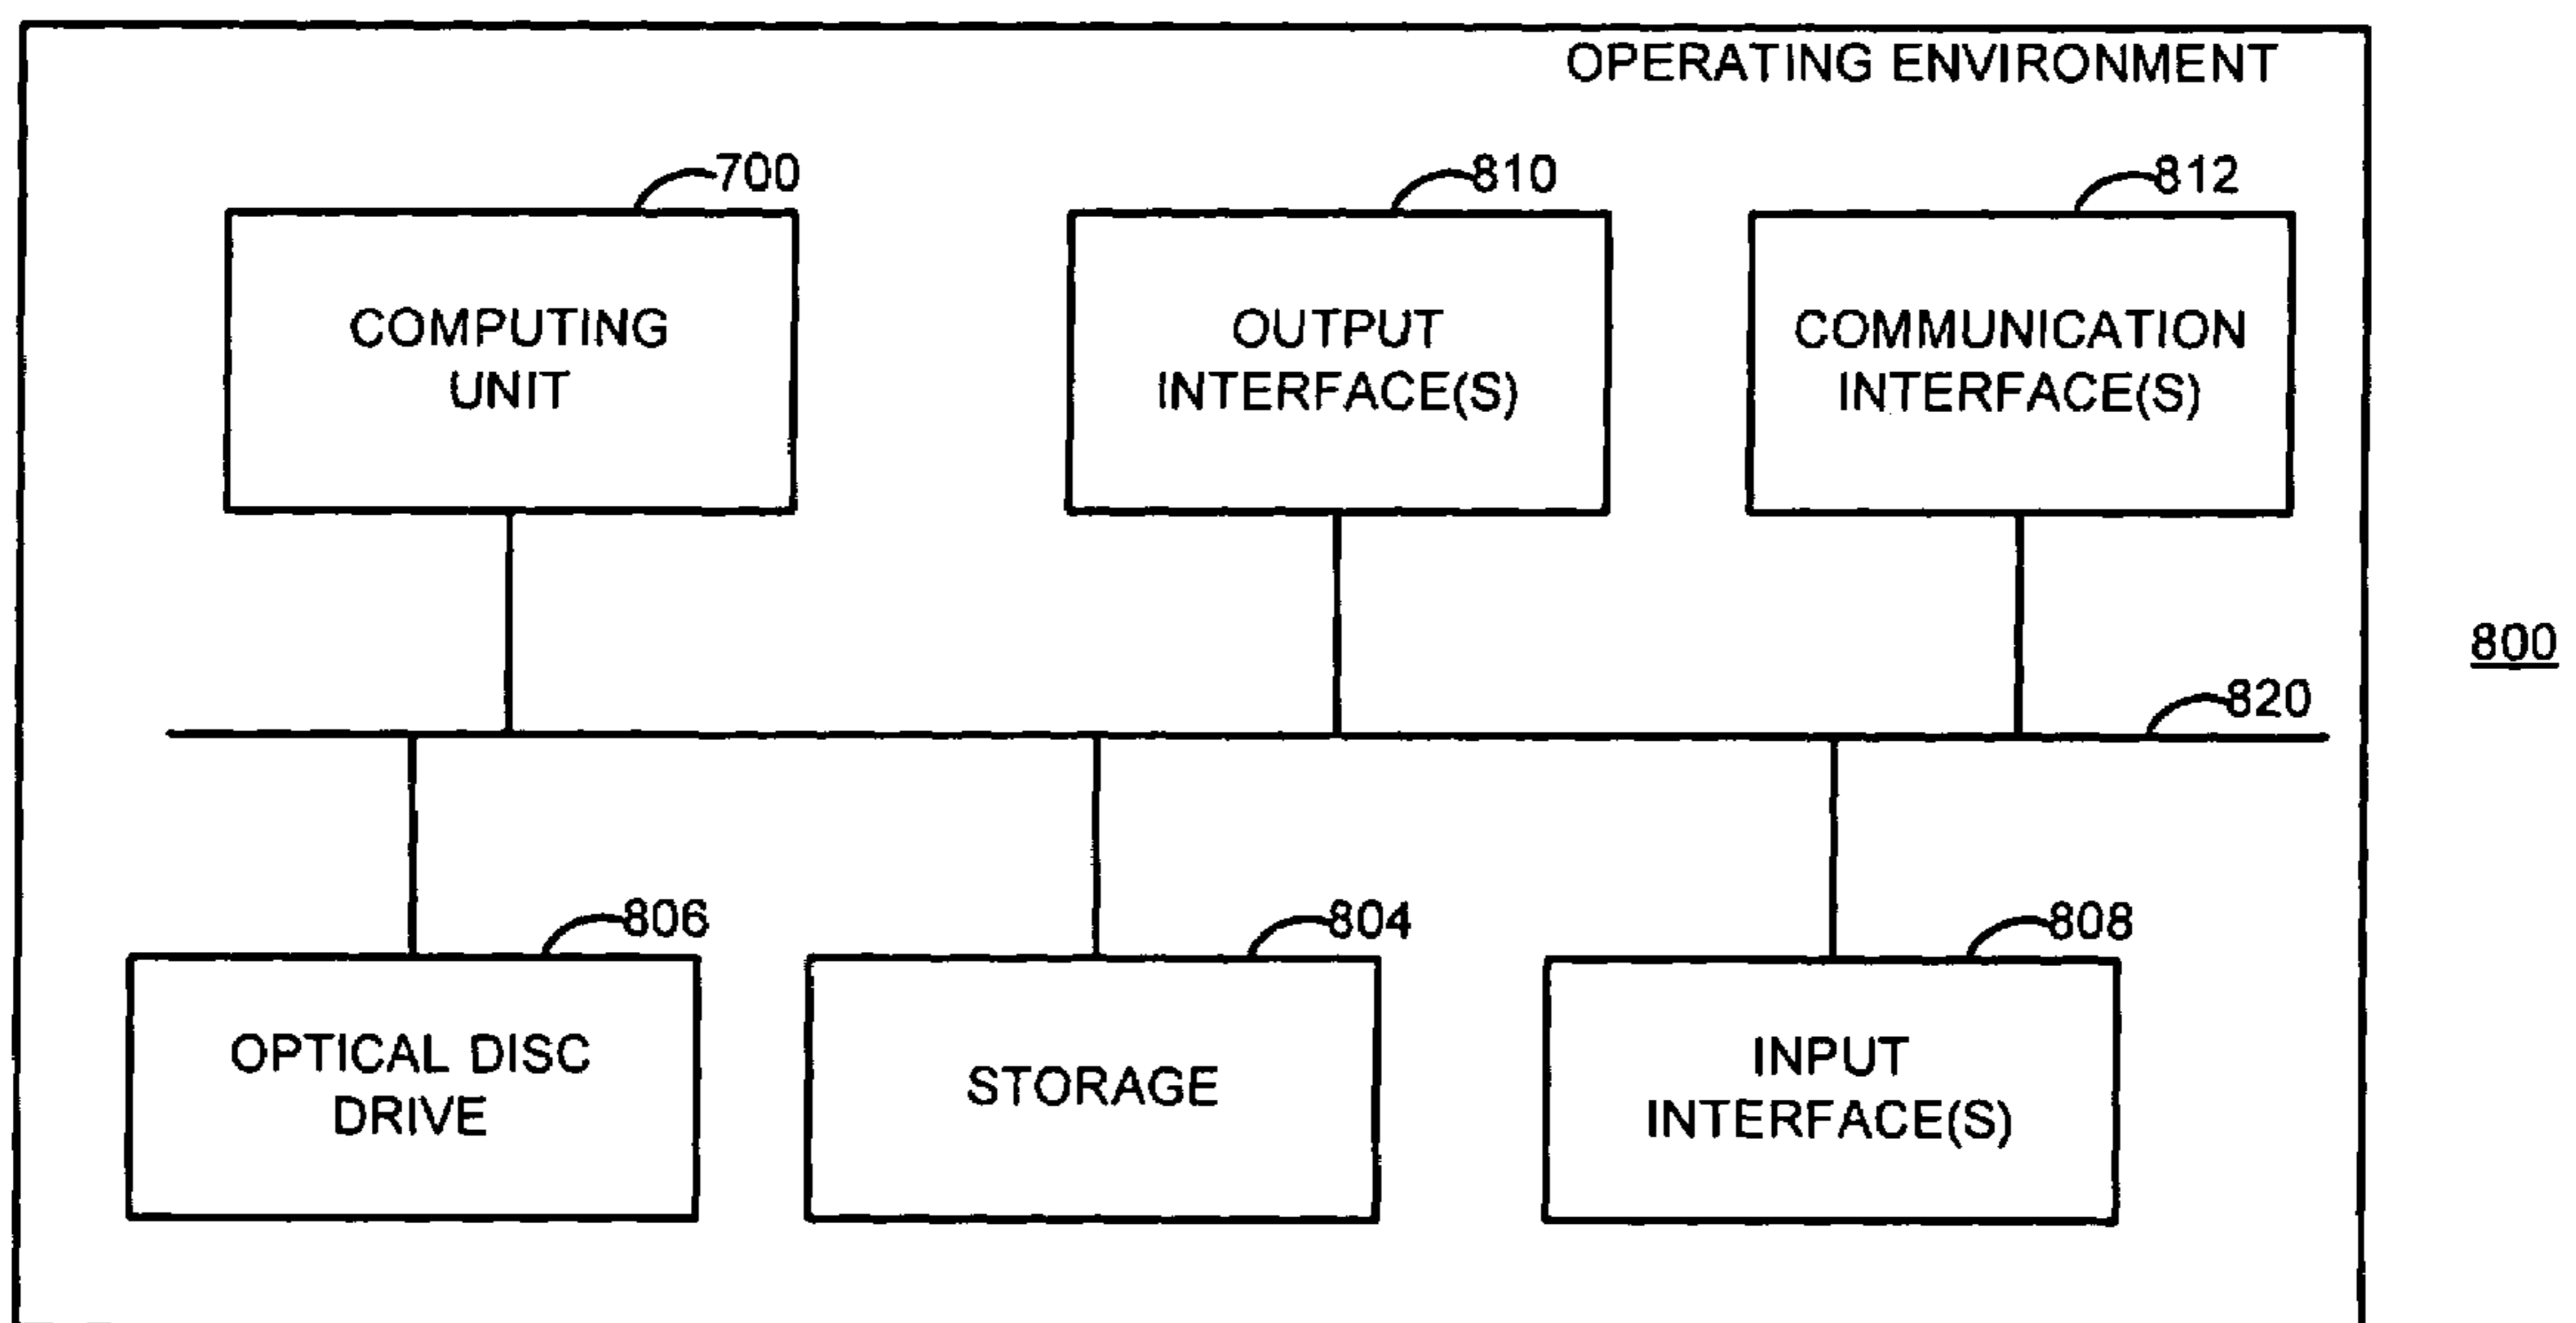 OPERATING ENVIRONMENT
700
810
812
COMPUTING
UNIT
OUTPUT
INTERFACE(S)
COMMUNICATION
INTERFACE(S)
800
820
806
804
808
OPTICAL DISC
DRIVE
STORAGE
INPUT
INTERFACE(S)